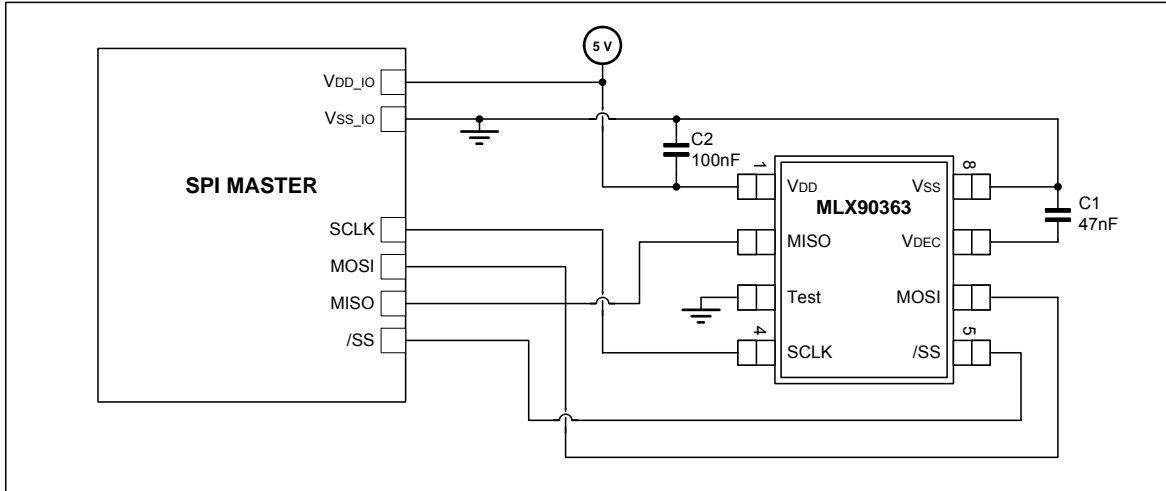 5 V
VDD_IO
VSS_IO
SPI MASTER
SCLK
MOSI
MISO
/SS
C2
100nF
1
8
VDD
VSS
MLX90363
C1
47nF
MISO
VDEC
Test
MOSI
4
5
SCLK
/SS